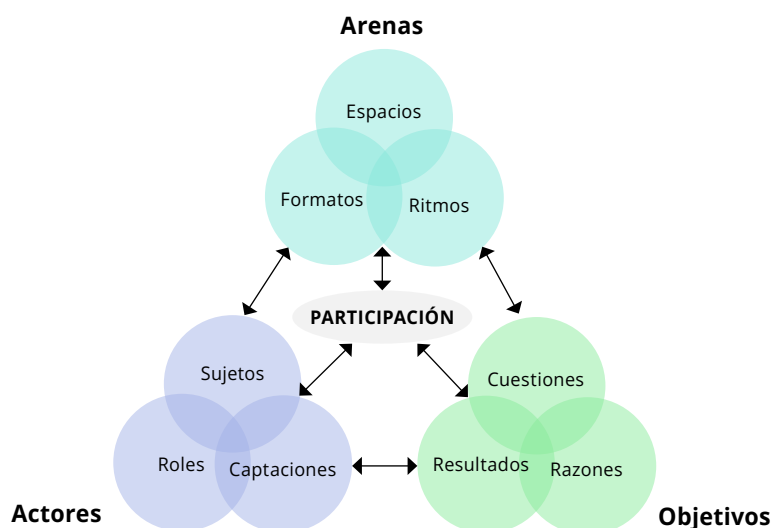 Arenas
Espacios
Formatos
Ritmos
PARTICIPACIÓN
Sujetos
Roles
Captaciones
Actores
Cuestiones
Resultados
Razones
Objetivos